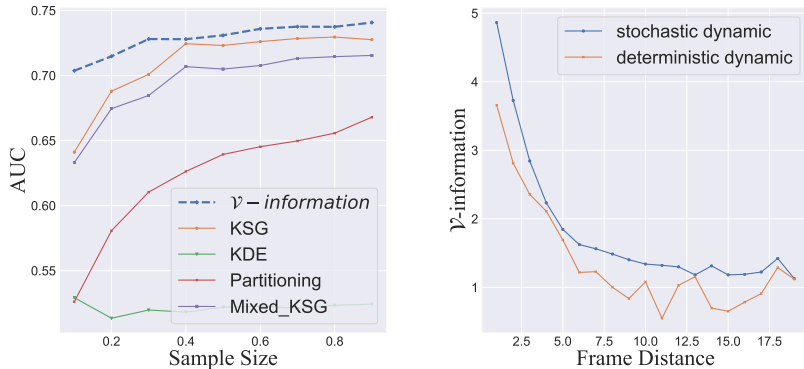 0.75
0.70
0.65
0.60
0.55
AUC
0.2
0.4
0.6
0.8
Sample Size
𝒱 − information
KSG
KDE
Partitioning
Mixed_KSG
5
4
3
2
1
𝒱-information
2.5
5.0
7.5
10.0
12.5
15.0
17.5
Frame Distance
stochastic dynamic
deterministic dynamic